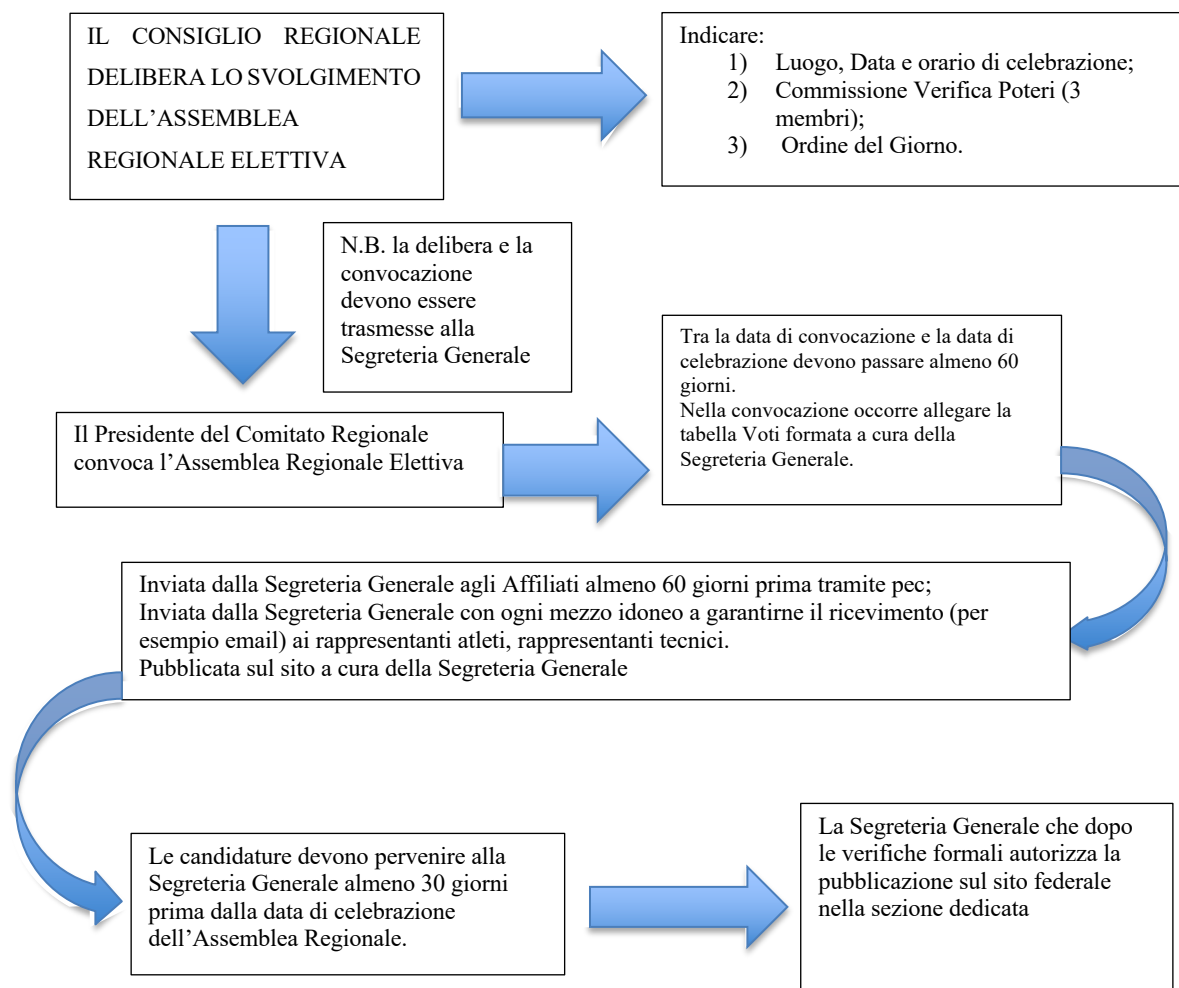 IL CONSIGLIO REGIONALE
DELIBERA LO SVOLGIMENTO
DELL’ASSEMBLEA
REGIONALE ELETTIVA
Indicare:
1) Luogo, Data e orario di celebrazione;
2) Commissione Verifica Poteri (3
membri);
3) Ordine del Giorno.
N.B. la delibera e la
convocazione
devono essere
trasmesse alla
Segreteria Generale
Il Presidente del Comitato Regionale
convoca l’Assemblea Regionale Elettiva
Tra la data di convocazione e la data di
celebrazione devono passare almeno 60
giorni.
Nella convocazione occorre allegare la
tabella Voti formata a cura della
Segreteria Generale.
Inviata dalla Segreteria Generale agli Affiliati almeno 60 giorni prima tramite pec;
Inviata dalla Segreteria Generale con ogni mezzo idoneo a garantirne il ricevimento (per
esempio email) ai rappresentanti atleti, rappresentanti tecnici.
Pubblicata sul sito a cura della Segreteria Generale
Le candidature devono pervenire alla
Segreteria Generale almeno 30 giorni
prima dalla data di celebrazione
dell’Assemblea Regionale.
La Segreteria Generale che dopo
le verifiche formali autorizza la
pubblicazione sul sito federale
nella sezione dedicata